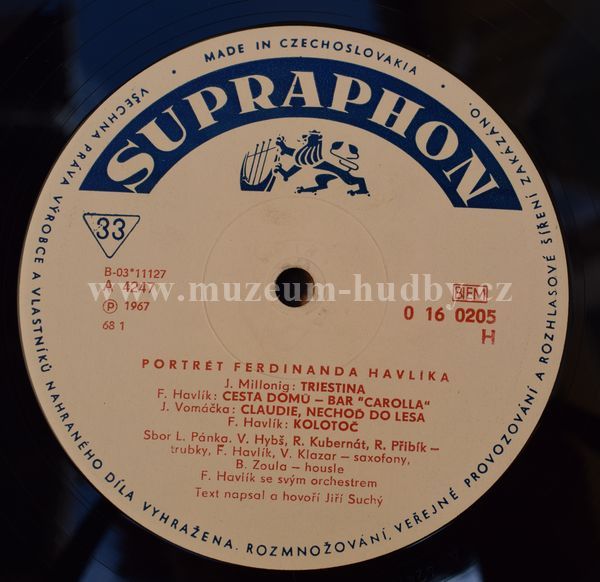 MADE IN CZECHOSLOVAKIA
SUPRAPHON
33
B-03*11127
A 4247
Ⓟ 1967
68 1
BIEM
0 16 0205
H
www.muzeum-hudby.cz
PORTRÉT FERDINANDA HAVLÍKA
J. Millonig: TRIESTINA
F. Havlík: CESTA DOMŮ – BAR "CAROLLA"
J. Vomáčka: CLAUDIE, NECHOĎ DO LESA
F. Havlík: KOLOTOČ
Sbor L. Pánka. V. Hybš, R. Kubernát, R. Přibík –
trubky, F. Havlík, V. Klazar – saxofony,
B. Zoula – housle
F. Havlík se svým orchestrem
Text napsal a hovoří Jiří Suchý
VŠECHNA PRÁVA VÝROBCE A VLASTNÍKŮ NAHRANÉHO DÍLA VYHRAŽENA. ROZMNOŽOVÁNÍ, VEŘEJNÉ PROVOZOVÁNÍ A ROZHLASOVÉ ŠÍŘENÍ ZAKÁZÁNO.